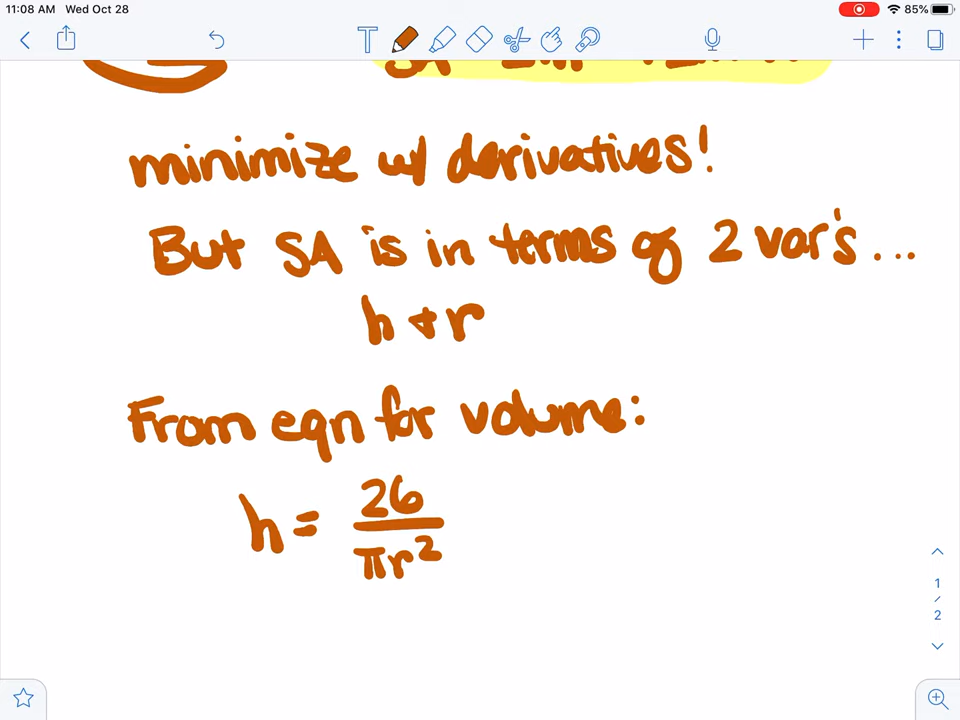 11:08 AM Wed Oct 28
85%
T
minimize w/ derivatives!
But SA is in terms of 2 var's...
h + r
From eqn for volume:
h = 26
πr²
1
/
2